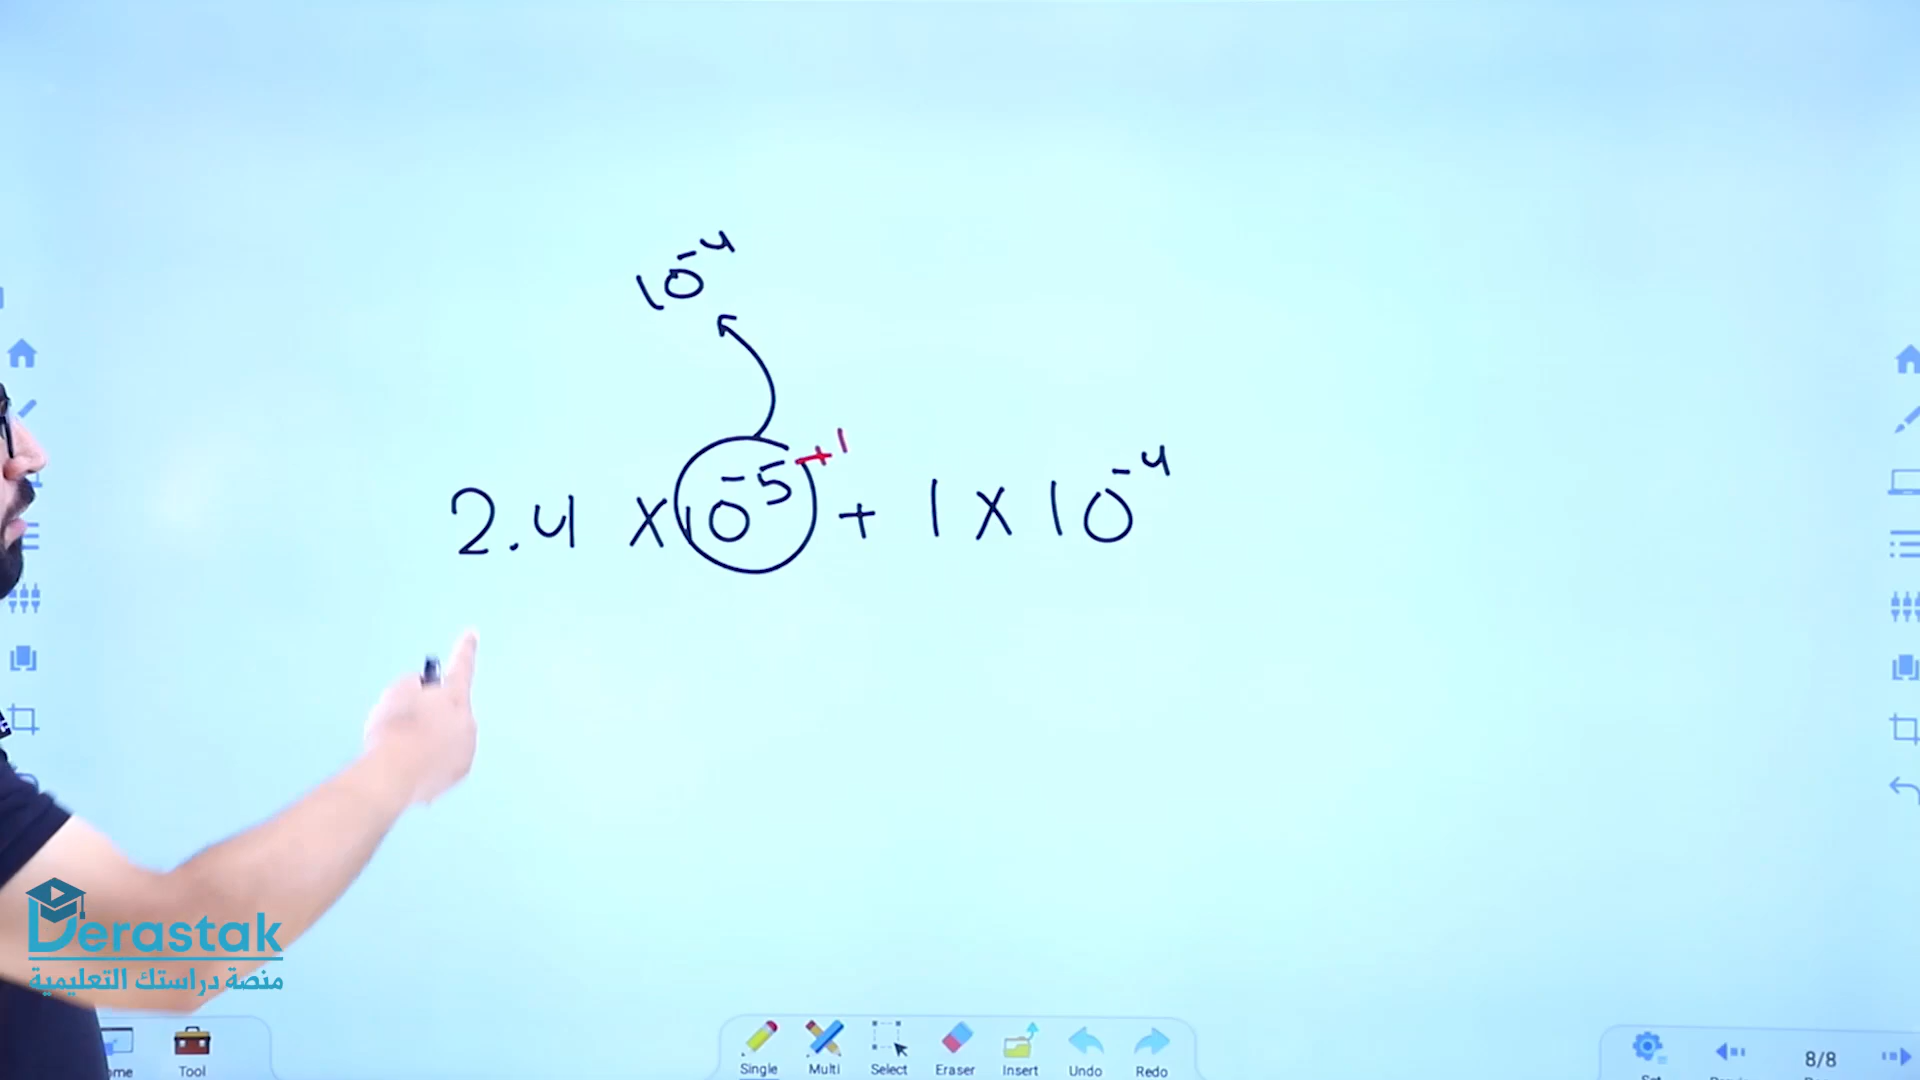 10⁻⁴
2.4 x 10⁻⁵⁺¹ + 1 x 10⁻⁴
Derastak
منصة دراستك التعليمية
Tool
Single
Multi
Select
Eraser
Insert
Undo
Redo
8/8